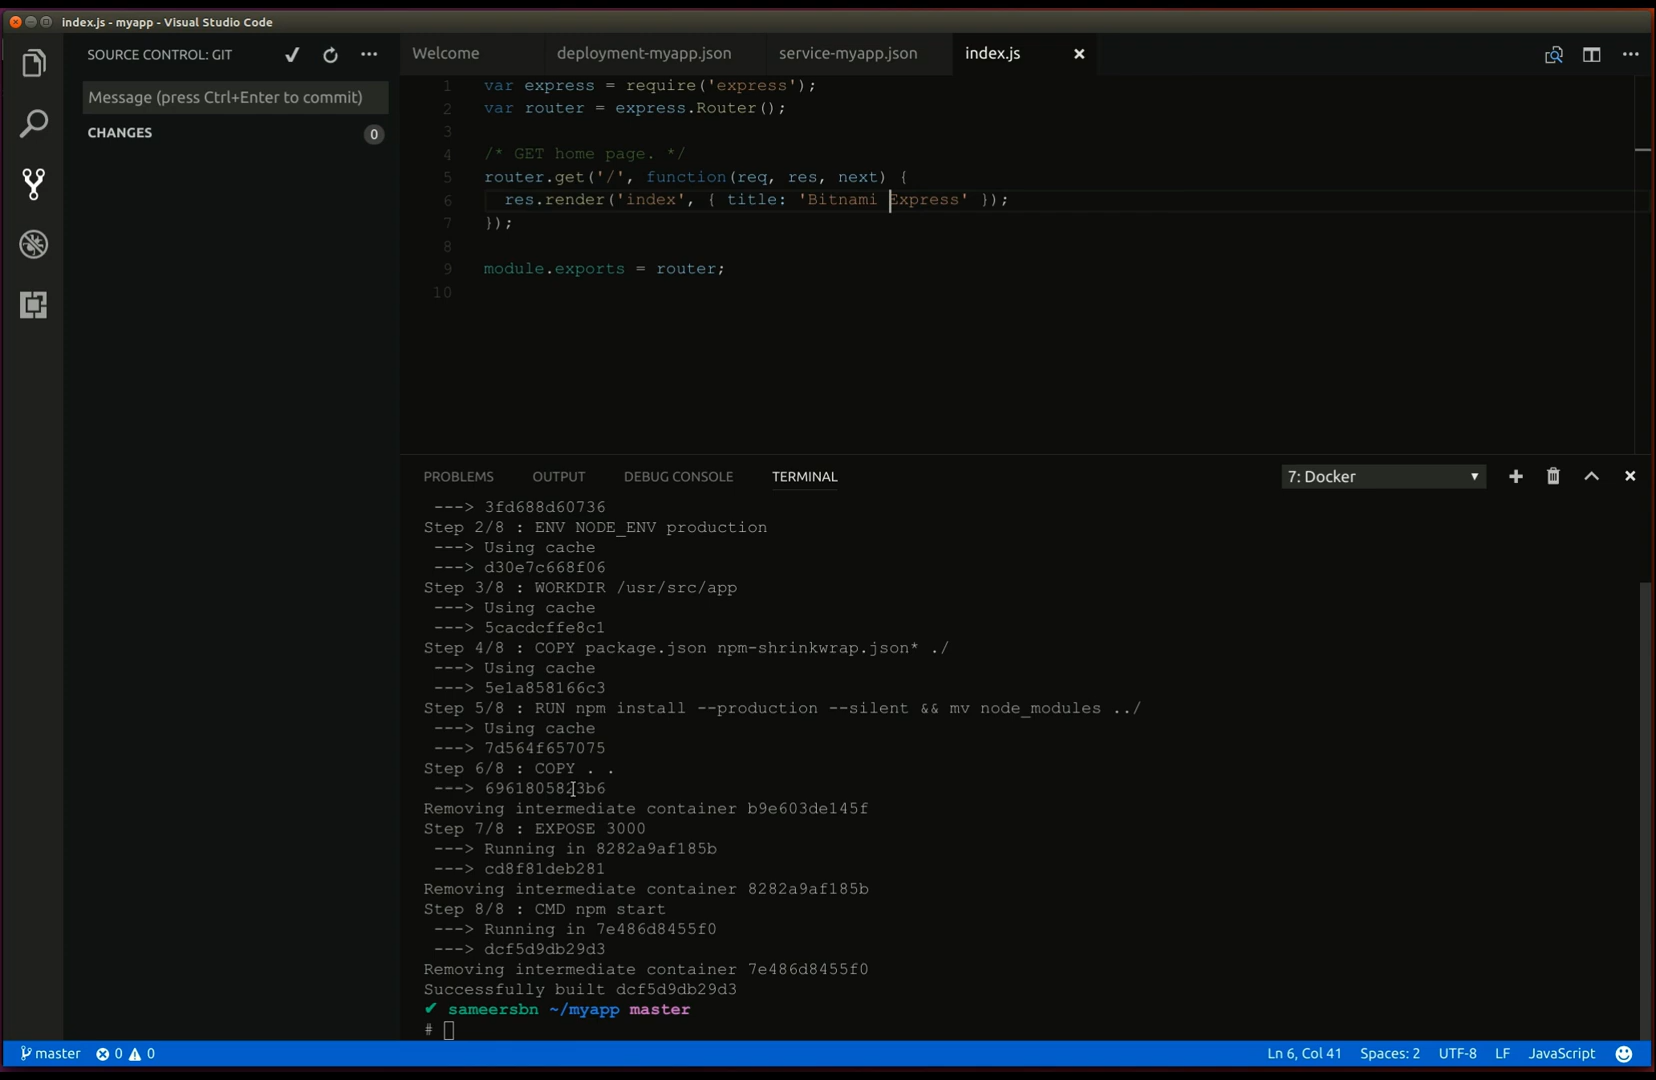 index.js - myapp - Visual Studio Code
SOURCE CONTROL: GIT
Message (press Ctrl+Enter to commit)
CHANGES
0
Welcome
deployment-myapp.json
service-myapp.json
index.js
1 var express = require('express');
2 var router = express.Router();
3
4 /* GET home page. */
5 router.get('/', function(req, res, next) {
6 res.render('index', { title: 'Bitnami Express' });
7 });
8
9 module.exports = router;
10
PROBLEMS
OUTPUT
DEBUG CONSOLE
TERMINAL
7: Docker
---> 3fd688d60736
Step 2/8 : ENV NODE_ENV production
---> Using cache
---> d30e7c668f06
Step 3/8 : WORKDIR /usr/src/app
---> Using cache
---> 5cacdcffe8c1
Step 4/8 : COPY package.json npm-shrinkwrap.json* ./
---> Using cache
---> 5e1a858166c3
Step 5/8 : RUN npm install --production --silent && mv node_modules ../
---> Using cache
---> 7d564f657075
Step 6/8 : COPY . .
---> 6961805823b6
Removing intermediate container b9e603de145f
Step 7/8 : EXPOSE 3000
---> Running in 8282a9af185b
---> cd8f81deb281
Removing intermediate container 8282a9af185b
Step 8/8 : CMD npm start
---> Running in 7e486d8455f0
---> dcf5d9db29d3
Removing intermediate container 7e486d8455f0
Successfully built dcf5d9db29d3
✔ sameersbn ~/myapp master
#
master
0
0
Ln 6, Col 41
Spaces: 2
UTF-8
LF
JavaScript